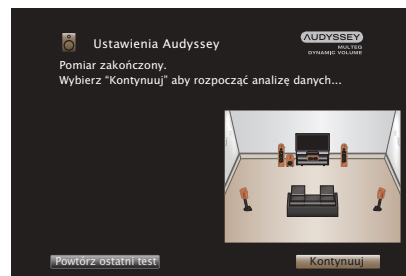 Ustawienia Audyssey
AUDYSSEY
MULTEQ
DYNAMIC VOLUME
Pomiar zakończony.
Wybierz “Kontynuuj” aby rozpocząć analizę danych...
Powtórz ostatni test
Kontynuuj